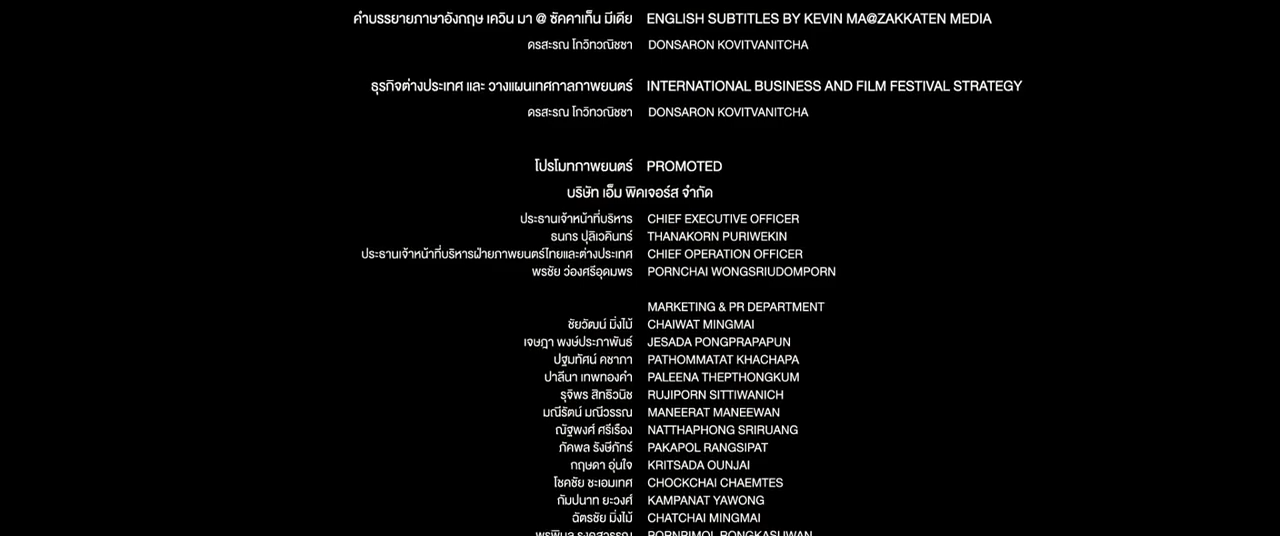 คำบรรยายภาษาอังกฤษ เควิน มา @ ซัคคาเท็น มีเดีย ENGLISH SUBTITLES BY KEVIN MA@ZAKKATEN MEDIA
ดรสะรณ โกวิทวณิชชา DONSARON KOVITVANITCHA
ธุรกิจต่างประเทศ และ วางแผนเทศกาลภาพยนตร์ INTERNATIONAL BUSINESS AND FILM FESTIVAL STRATEGY
ดรสะรณ โกวิทวณิชชา DONSARON KOVITVANITCHA
โปรโมทภาพยนตร์ PROMOTED
บริษัท เอ็ม พิคเจอร์ส จำกัด
ประธานเจ้าหน้าที่บริหาร CHIEF EXECUTIVE OFFICER
ธนกร ปุลิเวคินทร์ THANAKORN PURIWEKIN
ประธานเจ้าหน้าที่บริหารฝ่ายภาพยนตร์ไทยและต่างประเทศ CHIEF OPERATION OFFICER
พรชัย ว่องศรีอุดมพร PORNCHAI WONGSRIUDOMPORN
MARKETING & PR DEPARTMENT
ชัยวัฒน์ มิ่งไม้ CHAIWAT MINGMAI
เจษฎา พงษ์ประภาพันธ์ JESADA PONGPRAPAPUN
ปฐมทัศน์ คชาภา PATHOMMATAT KHACHAPA
ปาลีนา เทพทองคำ PALEENA THEPTHONGKUM
รุจิพร สิทธิวนิช RUJIPORN SITTIWANICH
มณีรัตน์ มณีวรรณ MANEERAT MANEEWAN
ณัฐพงศ์ ศรีเรือง NATTHAPHONG SRIRUANG
ภัคพล รังษีภัทร์ PAKAPOL RANGSIPAT
กฤษดา อุ่นใจ KRITSADA OUNJAI
โชคชัย ชะเอมเทศ CHOCKCHAI CHAEMTES
กัมปนาท ยะวงศ์ KAMPANAT YAWONG
ฉัตรชัย มิ่งไม้ CHATCHAI MINGMAI
พรพิมล รงคสุวรรณ PORNPIMOL RONGKASUWAN